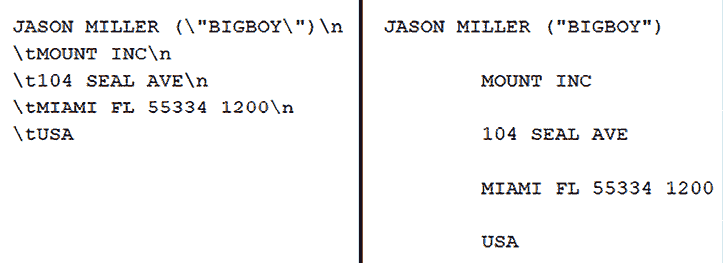 JASON MILLER (\"BIGBOY\")\n
\tMOUNT INC\n
\t104 SEAL AVE\n
\tMIAMI FL 55334 1200\n
\tUSA
JASON MILLER ("BIGBOY")
MOUNT INC
104 SEAL AVE
MIAMI FL 55334 1200
USA